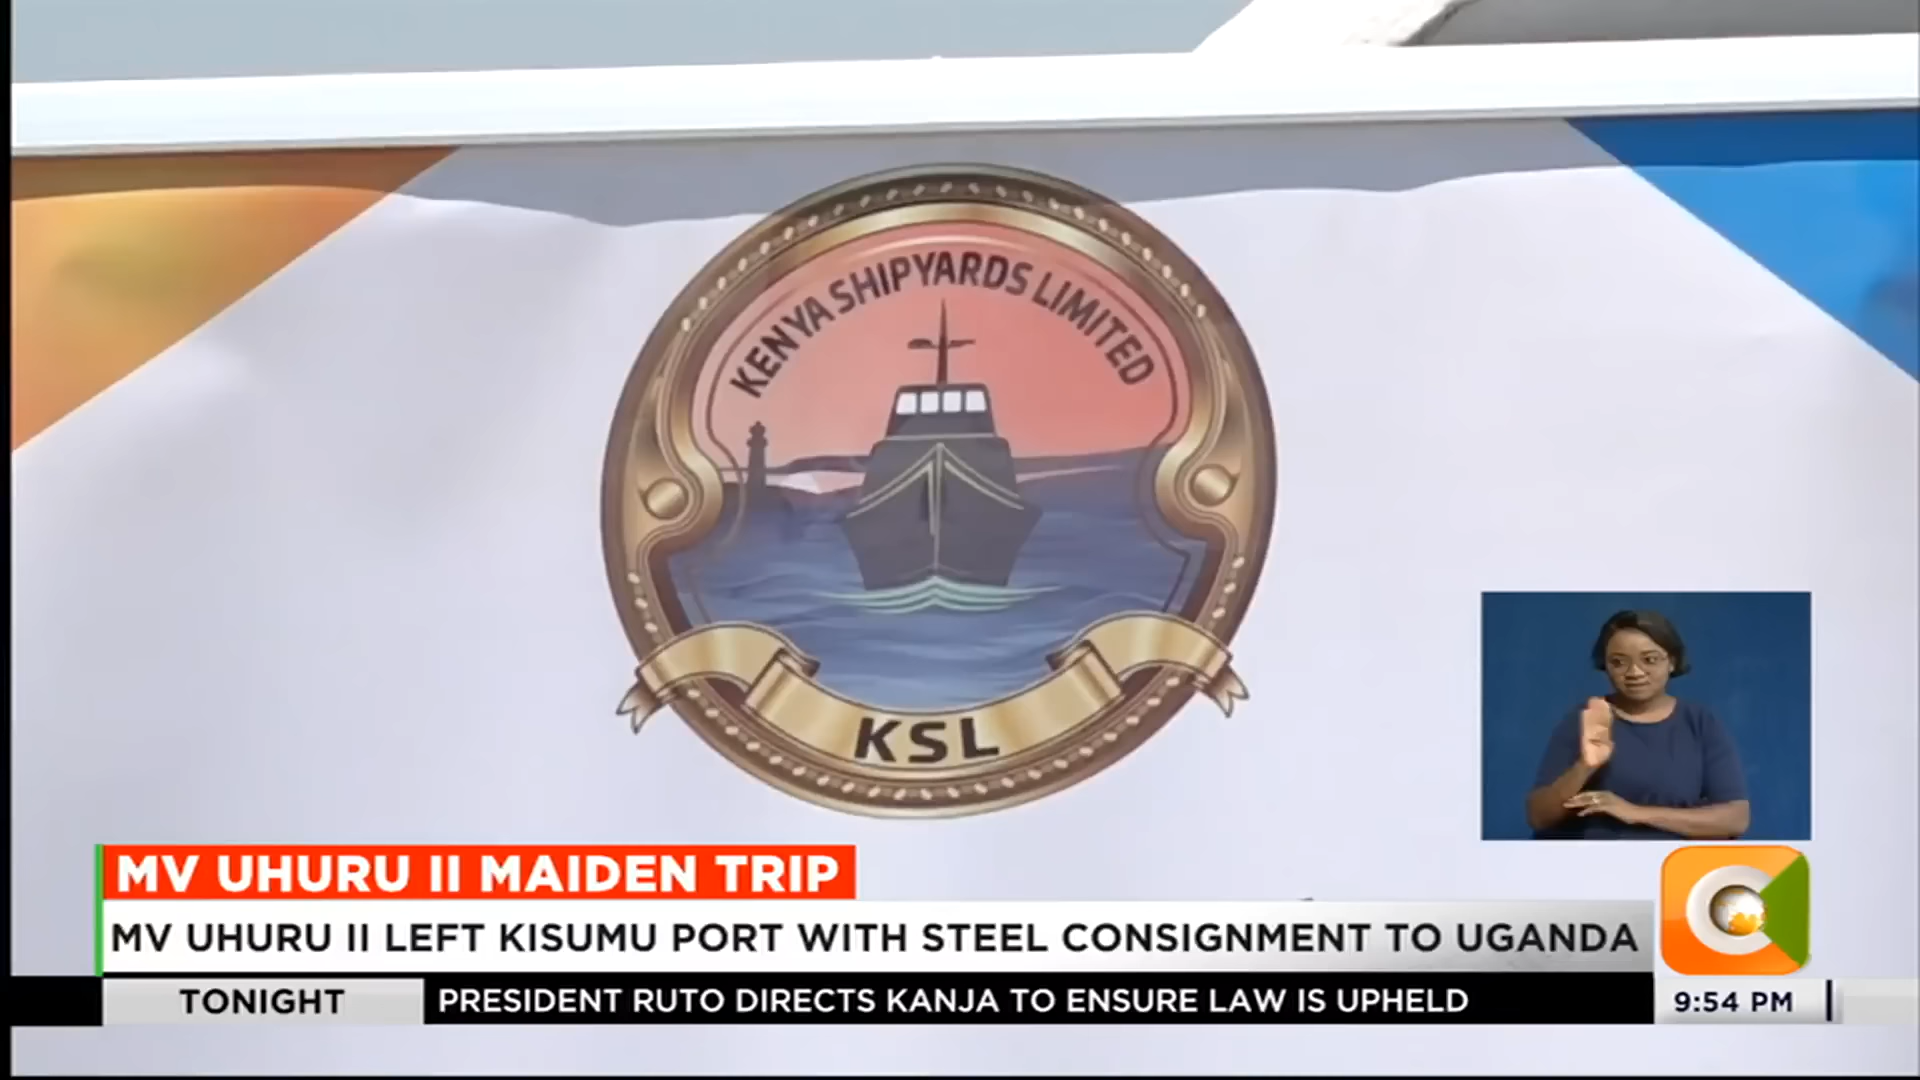 KENYA SHIPYARDS LIMITED
KSL
MV UHURU II MAIDEN TRIP
MV UHURU II LEFT KISUMU PORT WITH STEEL CONSIGNMENT TO UGANDA
TONIGHT
PRESIDENT RUTO DIRECTS KANJA TO ENSURE LAW IS UPHELD
9:54 PM